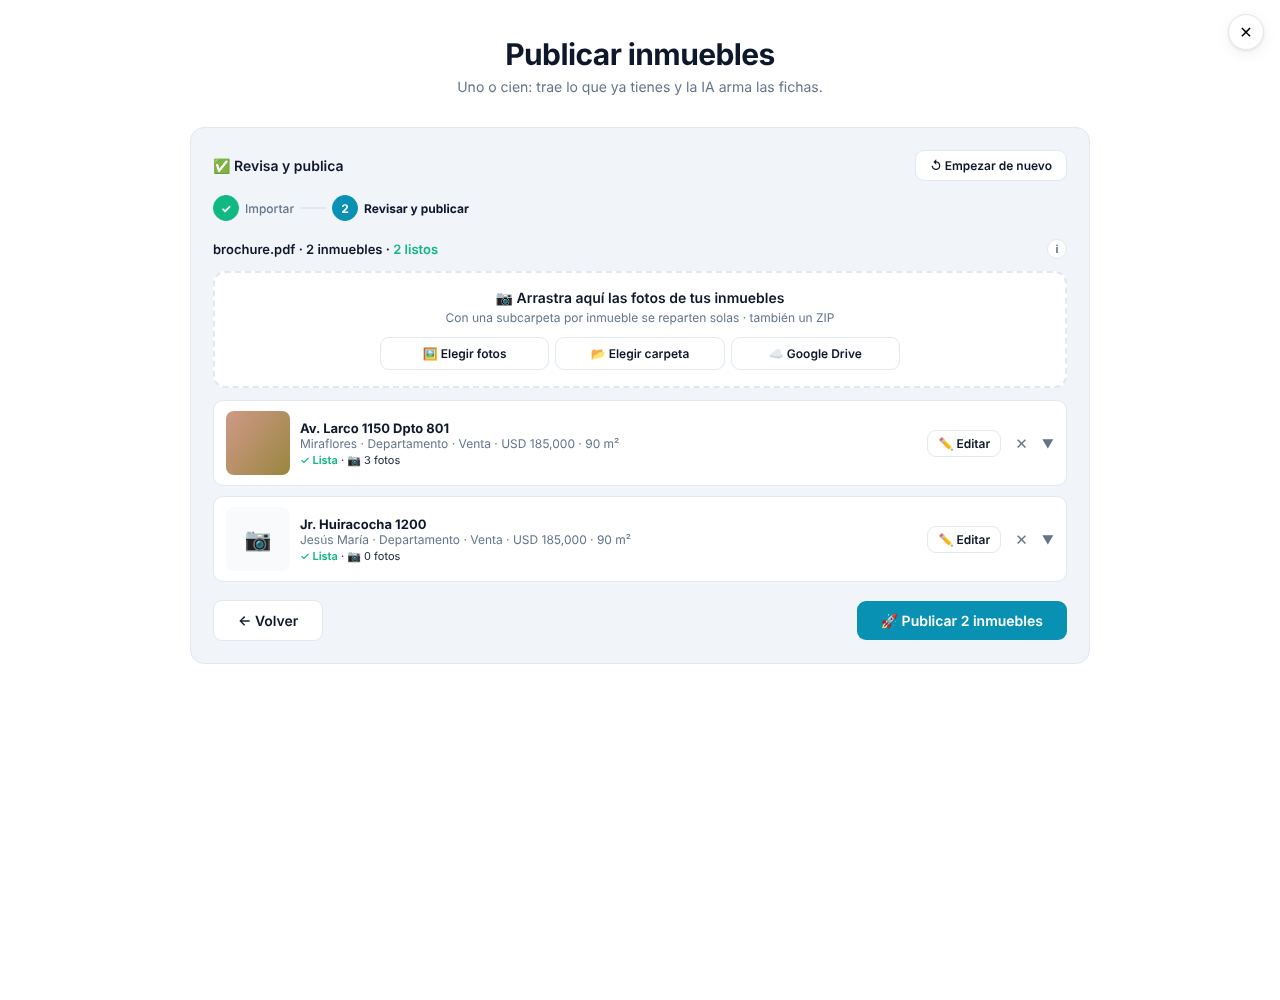 ✕
Publicar inmuebles
Uno o cien: trae lo que ya tienes y la IA arma las fichas.
✅ Revisa y publica
↺ Empezar de nuevo
✓ Importar 2 Revisar y publicar
brochure.pdf · 2 inmuebles · 2 listos
i
📷 Arrastra aquí las fotos de tus inmuebles
Con una subcarpeta por inmueble se reparten solas · también un ZIP
🖼️ Elegir fotos
📂 Elegir carpeta
☁️ Google Drive
Av. Larco 1150 Dpto 801
Miraflores · Departamento · Venta · USD 185,000 · 90 m²
✓ Lista · 📷 3 fotos
✏️ Editar ✕ ▼
Jr. Huiracocha 1200
Jesús María · Departamento · Venta · USD 185,000 · 90 m²
✓ Lista · 📷 0 fotos
✏️ Editar ✕ ▼
← Volver
🚀 Publicar 2 inmuebles